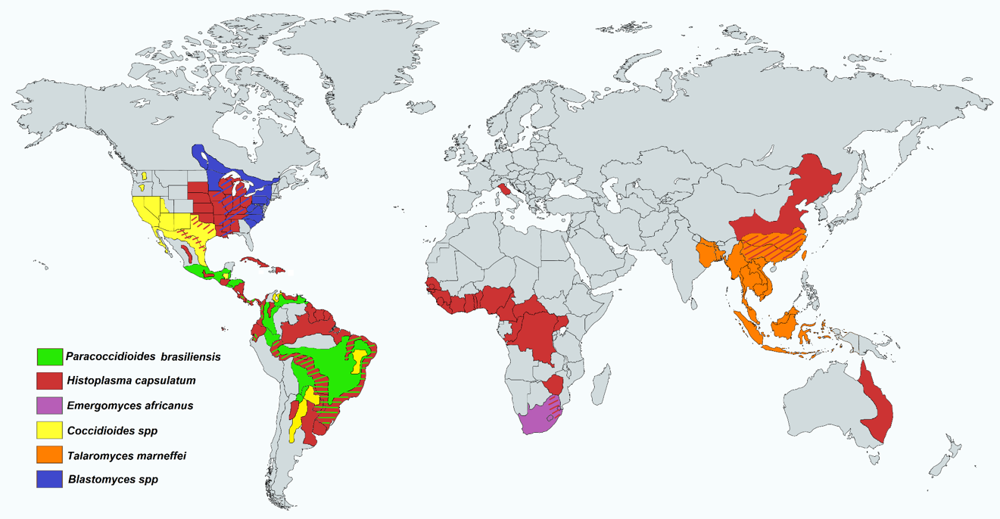 Paracoccidioides brasiliensis
Histoplasma capsulatum
Emergomyces africanus
Coccidioides spp
Talaromyces marneffei
Blastomyces spp